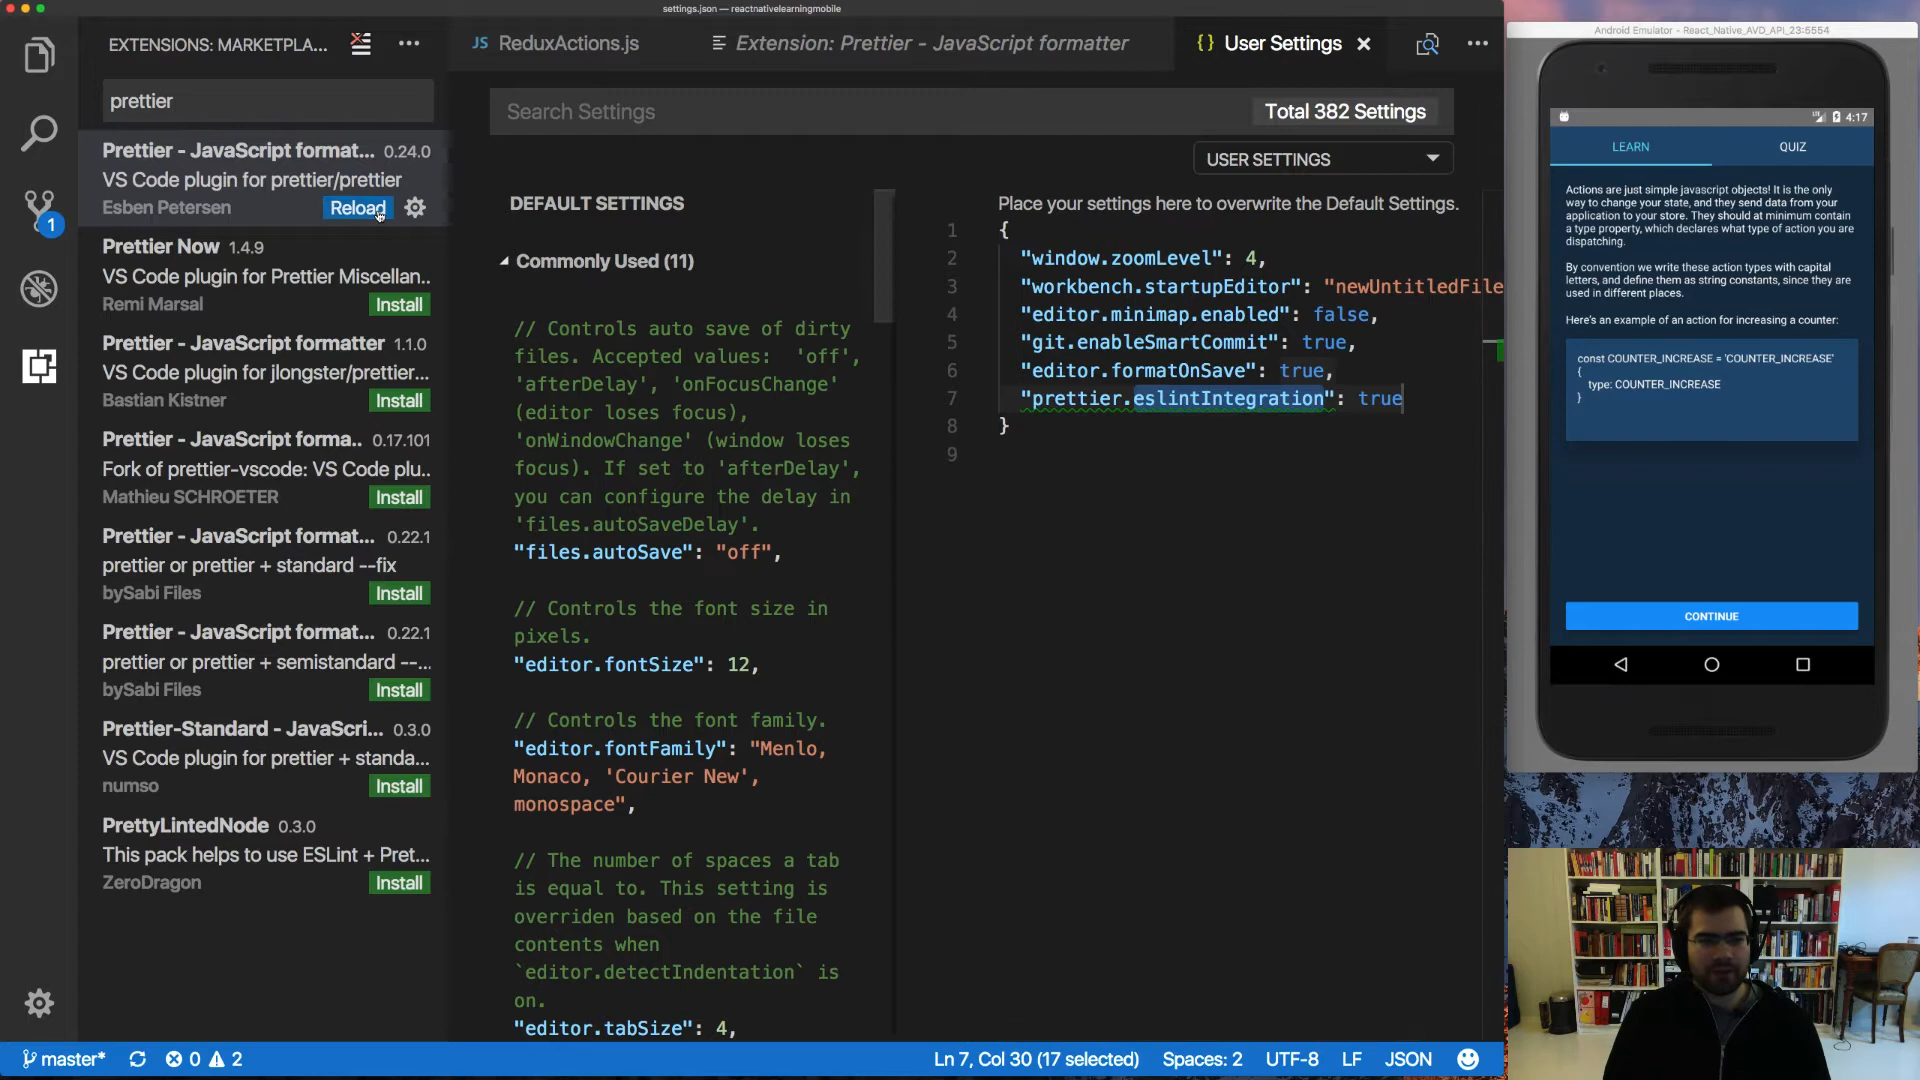 settings.json — reactnativelearningmobile
EXTENSIONS: MARKETPLA...
JS ReduxActions.js
Extension: Prettier - JavaScript formatter
{} User Settings
prettier
Search Settings
Total 382 Settings
USER SETTINGS
Prettier - JavaScript format... 0.24.0
VS Code plugin for prettier/prettier
Esben Petersen Reload
Prettier Now 1.4.9
VS Code plugin for Prettier Miscellan...
Remi Marsal Install
Prettier - JavaScript formatter 1.1.0
VS Code plugin for jlongster/prettier...
Bastian Kistner Install
Prettier - JavaScript forma.. 0.17.101
Fork of prettier-vscode: VS Code plu...
Mathieu SCHROETER Install
Prettier - JavaScript format... 0.22.1
prettier or prettier + standard --fix
bySabi Files Install
Prettier - JavaScript format... 0.22.1
prettier or prettier + semistandard --...
bySabi Files Install
Prettier-Standard - JavaScri... 0.3.0
VS Code plugin for prettier + standa...
numso Install
PrettyLintedNode 0.3.0
This pack helps to use ESLint + Pret...
ZeroDragon Install
1
DEFAULT SETTINGS
Commonly Used (11)
// Controls auto save of dirty
files. Accepted values:  'off',
'afterDelay', 'onFocusChange'
(editor loses focus),
'onWindowChange' (window loses
focus). If set to 'afterDelay',
you can configure the delay in
'files.autoSaveDelay'.
"files.autoSave": "off",
// Controls the font size in
pixels.
"editor.fontSize": 12,
// Controls the font family.
"editor.fontFamily": "Menlo,
Monaco, 'Courier New',
monospace",
// The number of spaces a tab
is equal to. This setting is
overriden based on the file
contents when
`editor.detectIndentation` is
on.
"editor.tabSize": 4,
Place your settings here to overwrite the Default Settings.
1 {
2 "window.zoomLevel": 4,
3 "workbench.startupEditor": "newUntitledFile
4 "editor.minimap.enabled": false,
5 "git.enableSmartCommit": true,
6 "editor.formatOnSave": true,
7 "prettier.eslintIntegration": true
8 }
9
master* 0 2
Ln 7, Col 30 (17 selected) Spaces: 2 UTF-8 LF JSON
Android Emulator - React_Native_AVD_API_23:5554
4:17
LEARN QUIZ
Actions are just simple javascript objects! It is the only
way to change your state, and they send data from your
application to your store. They should at minimum contain
a type property, which declares what type of action you are
dispatching.
By convention we write these action types with capital
letters, and define them as string constants, since they are
used in different places.
Here's an example of an action for increasing a counter:
const COUNTER_INCREASE = 'COUNTER_INCREASE'
{
type: COUNTER_INCREASE
}
CONTINUE